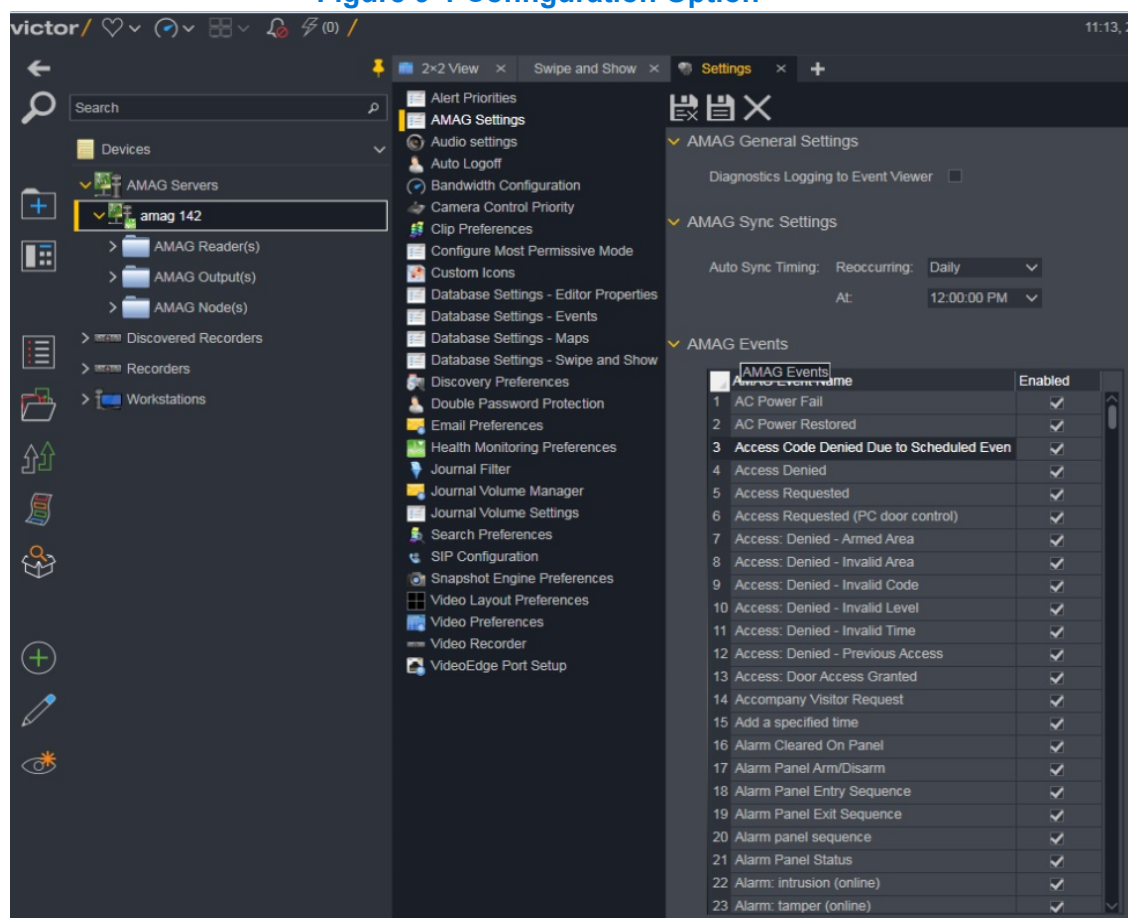 victor/ (0) / 11:13,
2×2 View × Swipe and Show × Settings × +
Search
Devices
AMAG Servers
amag 142
AMAG Reader(s)
AMAG Output(s)
AMAG Node(s)
Discovered Recorders
Recorders
Workstations
Alert Priorities
AMAG Settings
Audio settings
Auto Logoff
Bandwidth Configuration
Camera Control Priority
Clip Preferences
Configure Most Permissive Mode
Custom Icons
Database Settings - Editor Properties
Database Settings - Events
Database Settings - Maps
Database Settings - Swipe and Show
Discovery Preferences
Double Password Protection
Email Preferences
Health Monitoring Preferences
Journal Filter
Journal Volume Manager
Journal Volume Settings
Search Preferences
SIP Configuration
Snapshot Engine Preferences
Video Layout Preferences
Video Preferences
Video Recorder
VideoEdge Port Setup
AMAG General Settings
Diagnostics Logging to Event Viewer
AMAG Sync Settings
Auto Sync Timing: Reoccurring: Daily
At: 12:00:00 PM
AMAG Events
AMAG Events
AMAG Event Name Enabled
1 AC Power Fail
2 AC Power Restored
3 Access Code Denied Due to Scheduled Even
4 Access Denied
5 Access Requested
6 Access Requested (PC door control)
7 Access: Denied - Armed Area
8 Access: Denied - Invalid Area
9 Access: Denied - Invalid Code
10 Access: Denied - Invalid Level
11 Access: Denied - Invalid Time
12 Access: Denied - Previous Access
13 Access: Door Access Granted
14 Accompany Visitor Request
15 Add a specified time
16 Alarm Cleared On Panel
17 Alarm Panel Arm/Disarm
18 Alarm Panel Entry Sequence
19 Alarm Panel Exit Sequence
20 Alarm panel sequence
21 Alarm Panel Status
22 Alarm: intrusion (online)
23 Alarm: tamper (online)